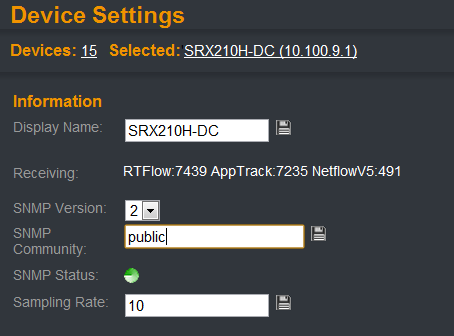 Device Settings
Devices: 15 Selected: SRX210H-DC (10.100.9.1)
Information
Display Name: SRX210H-DC
Receiving: RTFlow:7439 AppTrack:7235 NetflowV5:491
SNMP Version: 2
SNMP Community: public
SNMP Status:
Sampling Rate: 10